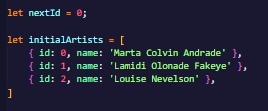 let nextId = 0;
let initialArtists = [
{ id: 0, name: 'Marta Colvin Andrade' },
{ id: 1, name: 'Lamidi Olonade Fakeye' },
{ id: 2, name: 'Louise Nevelson' },
]